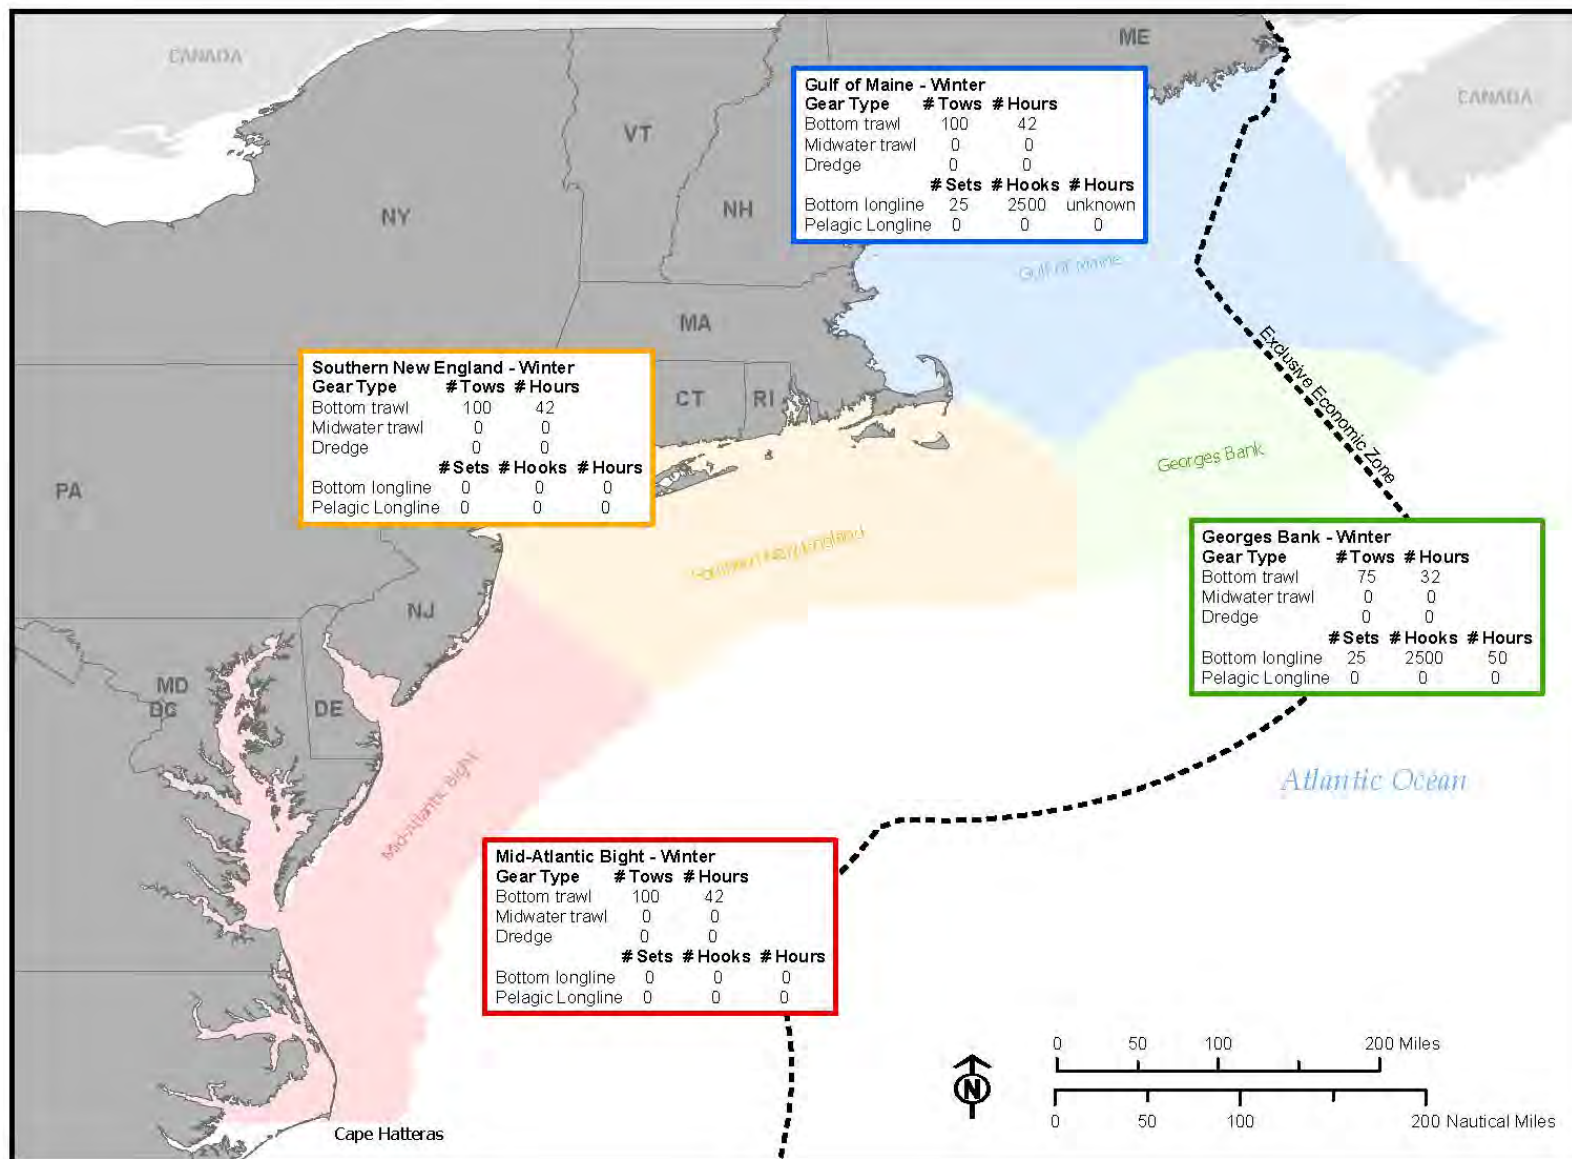 CANADA
ME
CANADA
VT
NH
NY
MA
CT
RI
PA
NJ
MD
DC
DE
Gulf of Maine - Winter
Gear Type # Tows # Hours
Bottom trawl 100 42
Midwater trawl 0 0
Dredge 0 0
# Sets # Hooks # Hours
Bottom longline 25 2500 unknown
Pelagic Longline 0 0 0
Gulf of Maine
Southern New England - Winter
Gear Type # Tows # Hours
Bottom trawl 100 42
Midwater trawl 0 0
Dredge 0 0
# Sets # Hooks # Hours
Bottom longline 0 0 0
Pelagic Longline 0 0 0
Exclusive Economic Zone
Georges Bank
Southern New England
Georges Bank - Winter
Gear Type # Tows # Hours
Bottom trawl 75 32
Midwater trawl 0 0
Dredge 0 0
# Sets # Hooks # Hours
Bottom longline 25 2500 50
Pelagic Longline 0 0 0
Mid-Atlantic Bight
Atlantic Ocean
Mid-Atlantic Bight - Winter
Gear Type # Tows # Hours
Bottom trawl 100 42
Midwater trawl 0 0
Dredge 0 0
# Sets # Hooks # Hours
Bottom longline 0 0 0
Pelagic Longline 0 0 0
N
0 50 100 200 Miles
0 50 100 200 Nautical Miles
Cape Hatteras